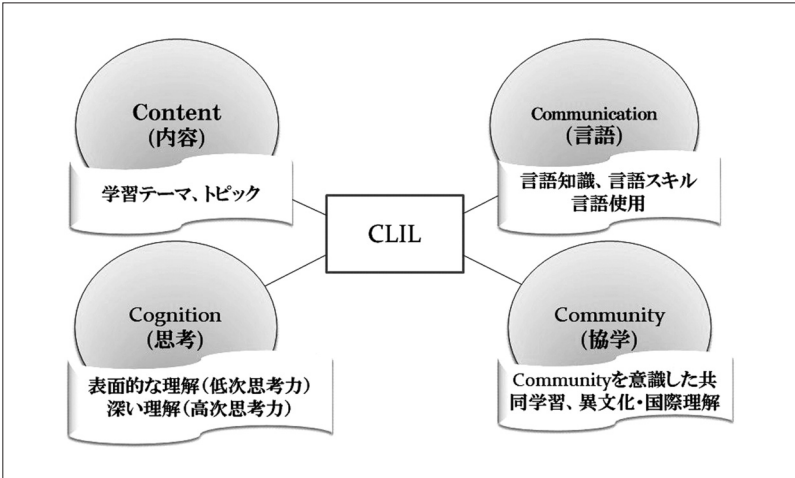 Content
(内容)
学習テーマ、トピック
Communication
(言語)
言語知識、言語スキル
言語使用
CLIL
Cognition
(思考)
表面的な理解(低次思考力)
深い理解(高次思考力)
Community
(協学)
Communityを意識した共
同学習、異文化・国際理解